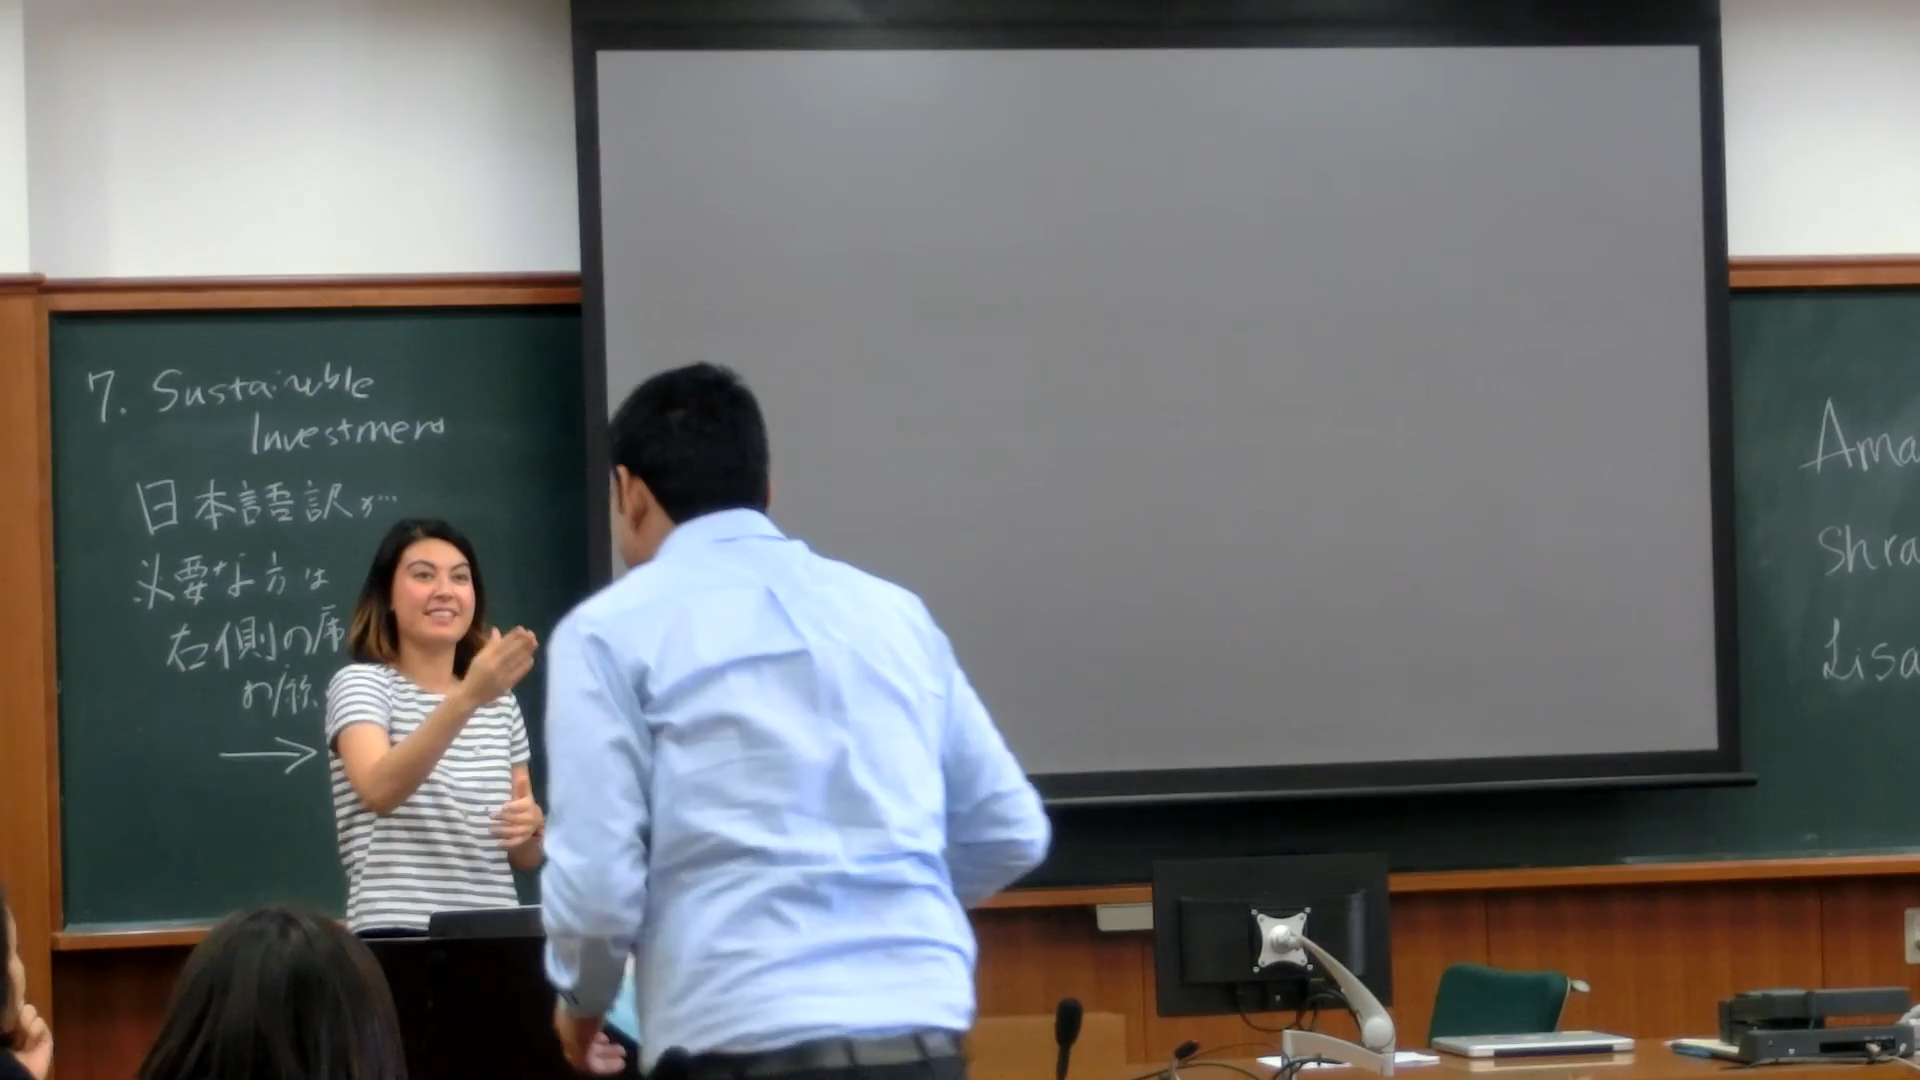 7. Sustainable
Investment
日本語訳が
必要な方は
右側の席
→
Ama
Shra
Lisa